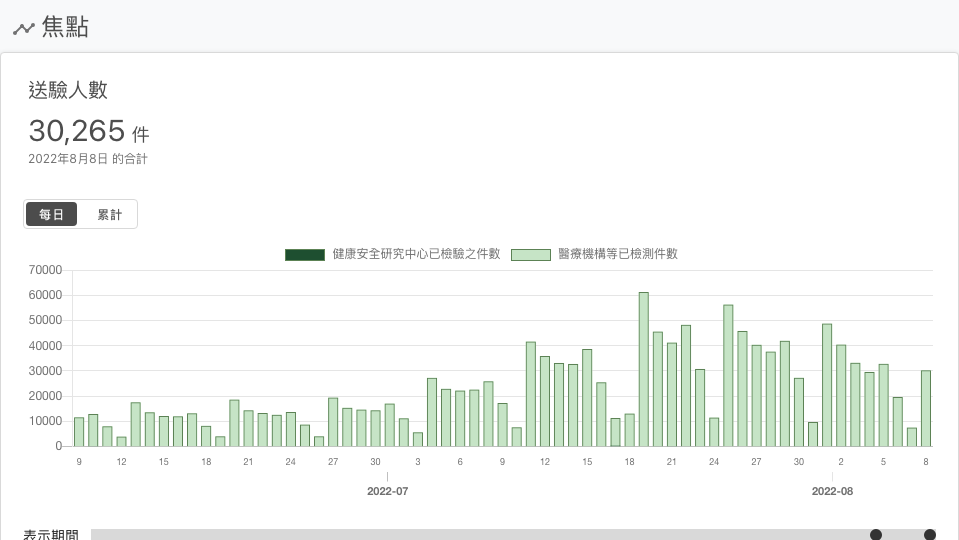 焦點
送驗人數
30,265 件
2022年8月8日 的合計
每日 累計
健康安全研究中心已檢驗之件數 醫療機構等已檢測件數
70000
60000
50000
40000
30000
20000
10000
0
9 12 15 18 21 24 27 30 3 6 9 12 15 18 21 24 27 30 2 5 8
2022-07 2022-08
表示期間